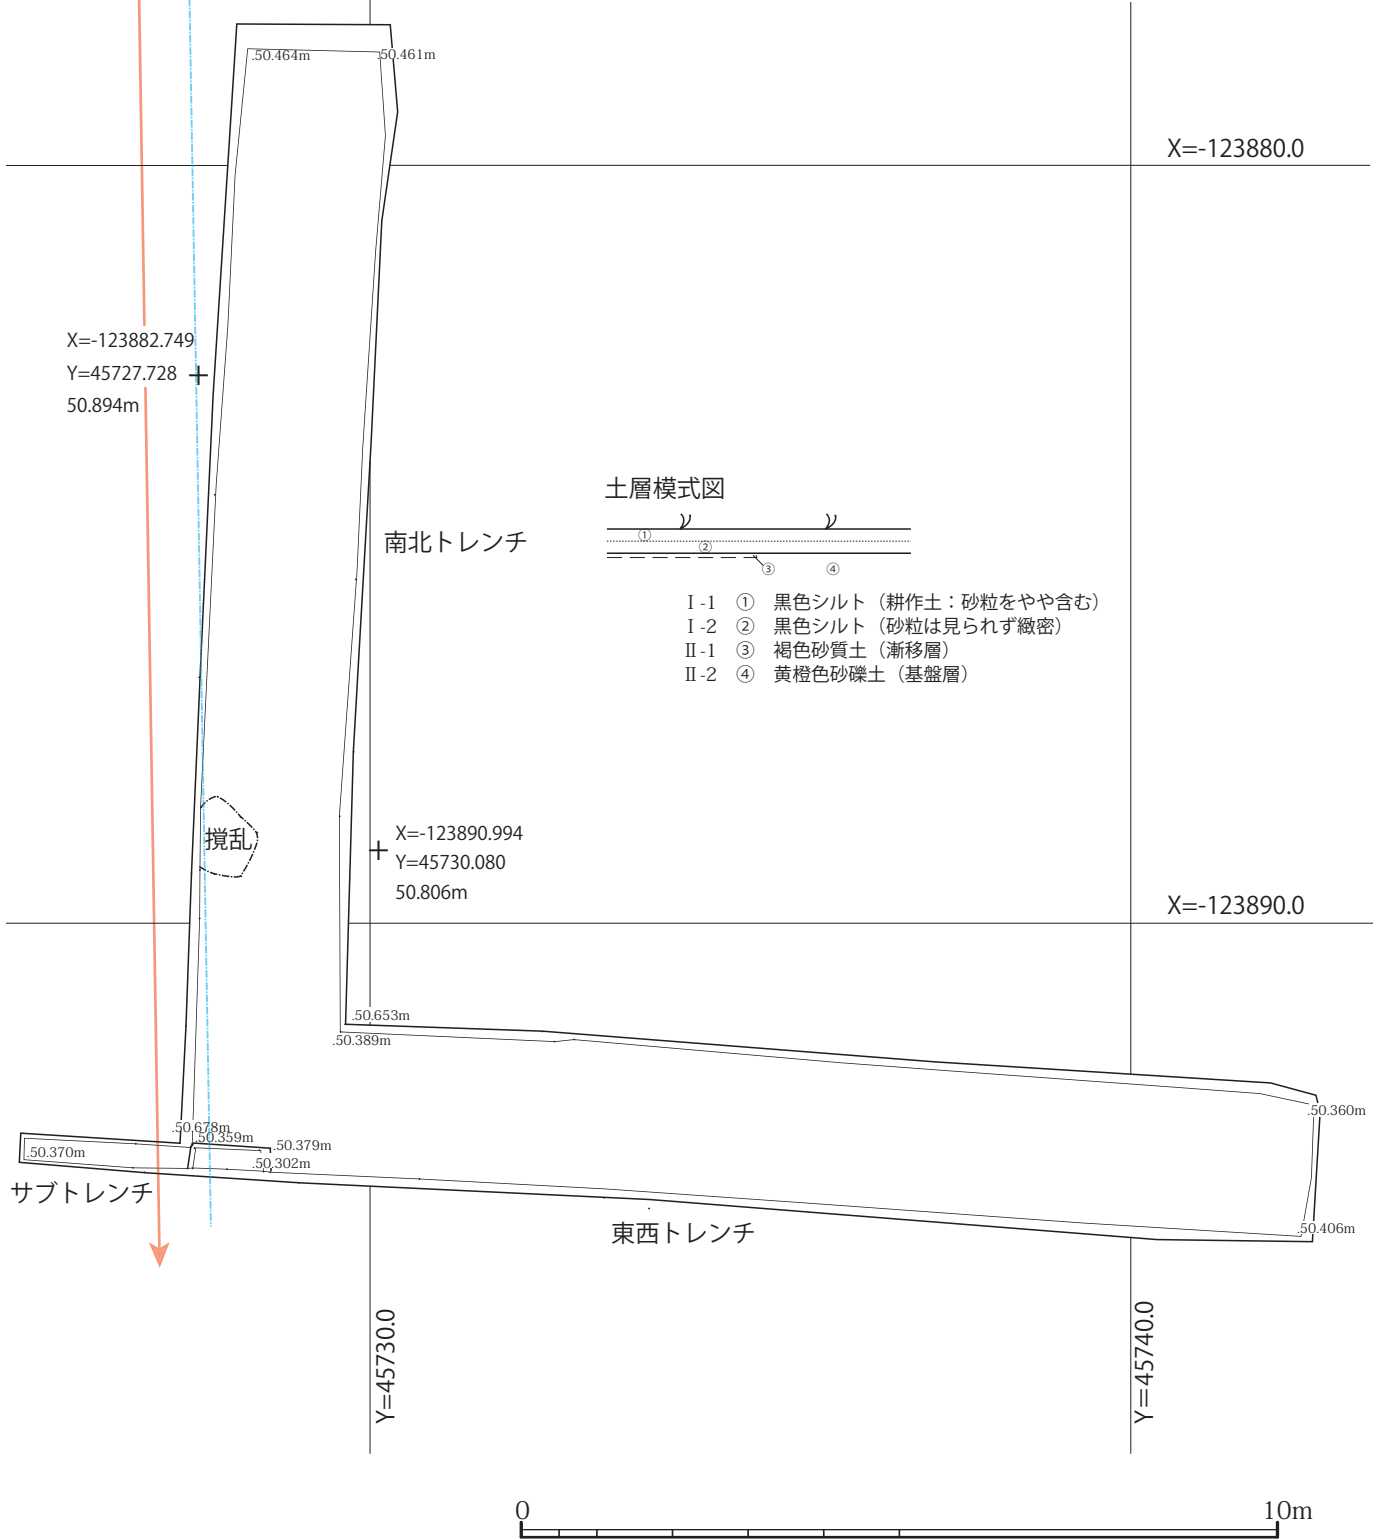 .50.464m
.50.461m
X=-123880.0
X=-123882.749
Y=45727.728
50.894m
土層模式図
①
②
③
④
南北トレンチ
Ⅰ-1 ① 黒色シルト（耕作土：砂粒をやや含む）
Ⅰ-2 ② 黒色シルト（砂粒は見られず緻密）
Ⅱ-1 ③ 褐色砂質土（漸移層）
Ⅱ-2 ④ 黄橙色砂礫土（基盤層）
撹乱
X=-123890.994
Y=45730.080
50.806m
X=-123890.0
.50.653m
.50.389m
.50.360m
.50.678m
.50.359m
.50.379m
.50.370m
.50.302m
サブトレンチ
.50.406m
東西トレンチ
Y=45730.0
Y=45740.0
0
10m